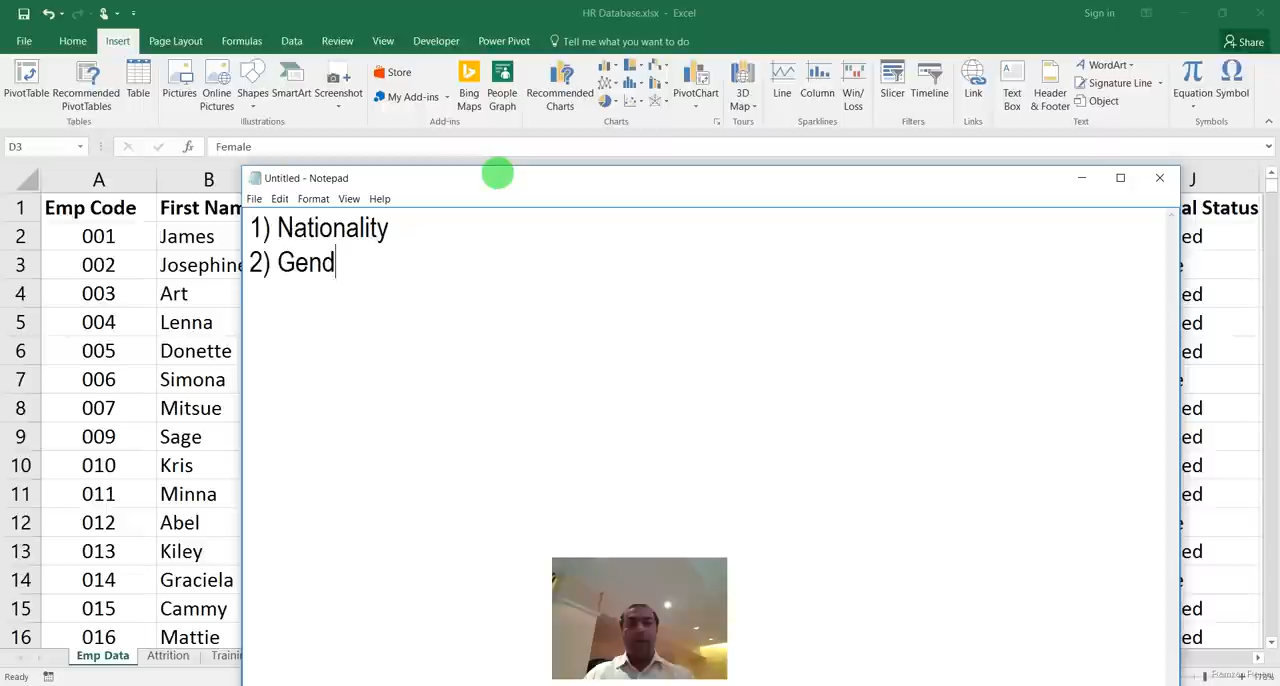 HR Database.xlsx - Excel
Sign in
File Home Insert Page Layout Formulas Data Review View Developer Power Pivot Tell me what you want to do Share
PivotTable Recommended PivotTables Table
Tables
Pictures Online Pictures Shapes SmartArt Screenshot
Illustrations
Store
My Add-ins
Bing Maps People Graph
Add-ins
Recommended Charts
PivotChart
Charts
3D Map
Tours
Line Column Win/Loss
Sparklines
Slicer Timeline
Filters
Link
Links
Text Box Header & Footer
WordArt
Signature Line
Object
Text
Equation Symbol
Symbols
D3 fx Female
A B J
1 Emp Code First Nam al Status
2 001 James ed
3 002 Josephine e
4 003 Art ed
5 004 Lenna ed
6 005 Donette ed
7 006 Simona e
8 007 Mitsue ed
9 009 Sage ed
10 010 Kris ed
11 011 Minna ed
12 012 Abel e
13 013 Kiley ed
14 014 Graciela e
15 015 Cammy ed
16 016 Mattie ed
Untitled - Notepad
File Edit Format View Help
1) Nationality
2) Gend
Emp Data Attrition Traini
Ready